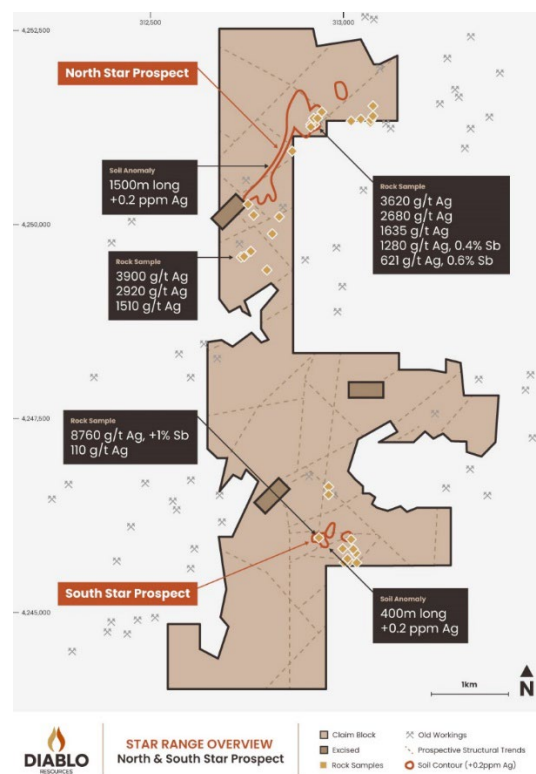 312,500
313,000
4,252,500
North Star Prospect
Soil Anomaly
1500m long
+0.2 ppm Ag
Rock Sample
3620 g/t Ag
2680 g/t Ag
1635 g/t Ag
1280 g/t Ag, 0.4% Sb
621 g/t Ag, 0.6% Sb
4,250,000
Rock Sample
3900 g/t Ag
2920 g/t Ag
1510 g/t Ag
4,247,500
Rock Sample
8760 g/t Ag, +1% Sb
110 g/t Ag
South Star Prospect
Soil Anomaly
400m long
+0.2 ppm Ag
4,245,000
1km
N
DIABLO
RESOURCES
STAR RANGE OVERVIEW
North & South Star Prospect
Claim Block
Excised
Rock Samples
Old Workings
Prospective Structural Trends
Soil Contour (+0.2ppm Ag)